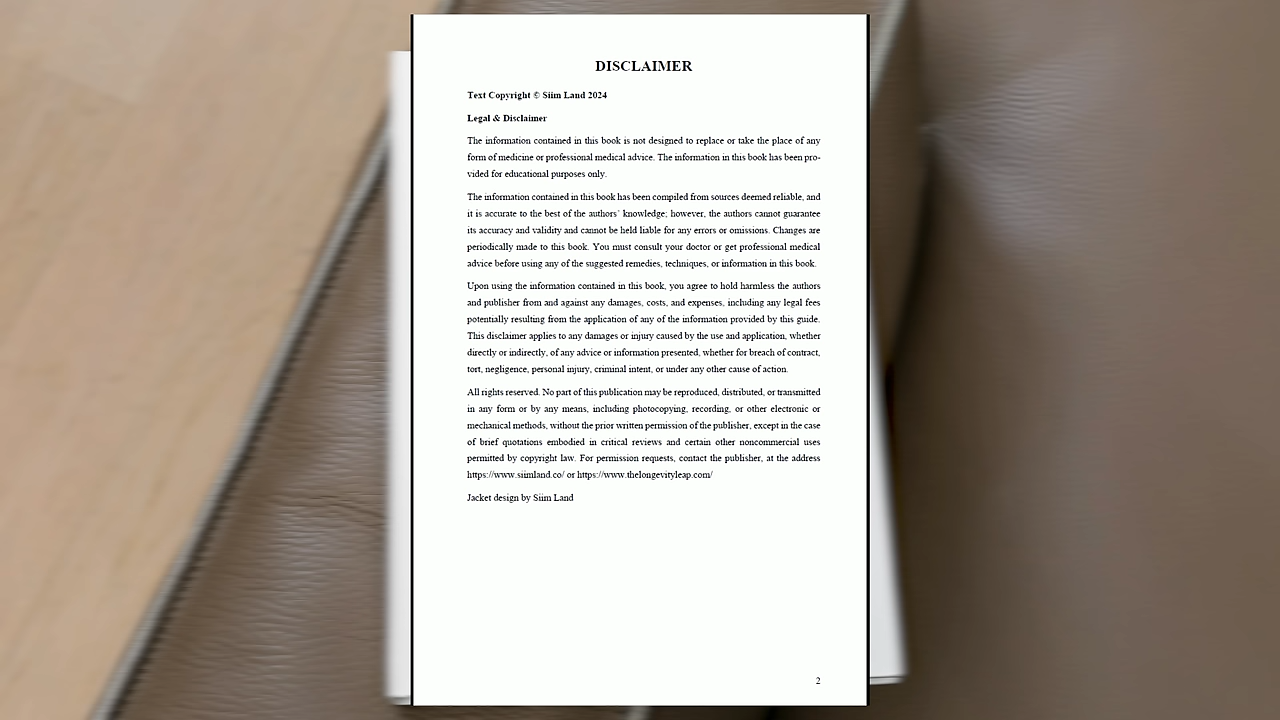 DISCLAIMER
Text Copyright © Siim Land 2024
Legal & Disclaimer
The information contained in this book is not designed to replace or take the place of any
form of medicine or professional medical advice. The information in this book has been pro-
vided for educational purposes only.
The information contained in this book has been compiled from sources deemed reliable, and
it is accurate to the best of the authors' knowledge; however, the authors cannot guarantee
its accuracy and validity and cannot be held liable for any errors or omissions. Changes are
periodically made to this book. You must consult your doctor or get professional medical
advice before using any of the suggested remedies, techniques, or information in this book.
Upon using the information contained in this book, you agree to hold harmless the authors
and publisher from and against any damages, costs, and expenses, including any legal fees
potentially resulting from the application of any of the information provided by this guide.
This disclaimer applies to any damages or injury caused by the use and application, whether
directly or indirectly, of any advice or information presented, whether for breach of contract,
tort, negligence, personal injury, criminal intent, or under any other cause of action.
All rights reserved. No part of this publication may be reproduced, distributed, or transmitted
in any form or by any means, including photocopying, recording, or other electronic or
mechanical methods, without the prior written permission of the publisher, except in the case
of brief quotations embodied in critical reviews and certain other noncommercial uses
permitted by copyright law. For permission requests, contact the publisher, at the address
https://www.siimland.co/ or https://www.thelongevityleap.com/
Jacket design by Siim Land
2